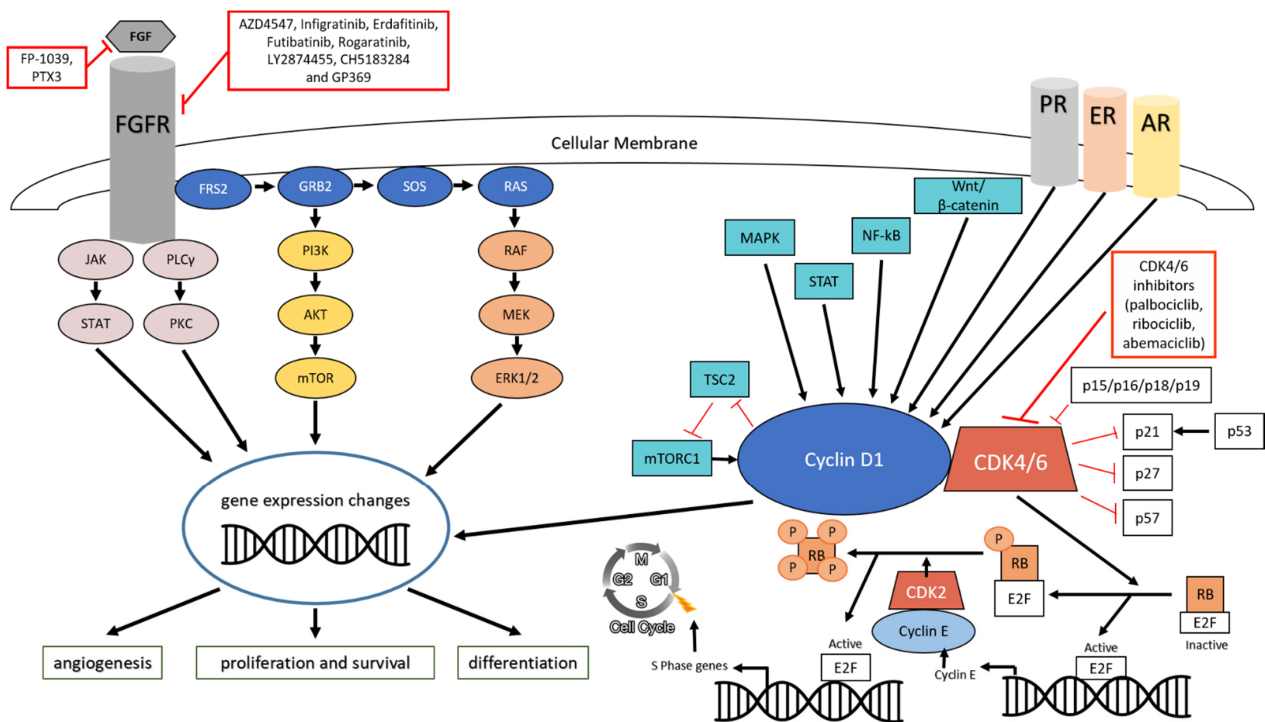 FGF
FP-1039,
PTX3
AZD4547, Infigratinib, Erdafitinib,
Futibatinib, Rogaratinib,
LY2874455, CH5183284
and GP369
FGFR
Cellular Membrane
PR
ER
AR
FRS2
GRB2
SOS
RAS
JAK
PLCγ
PI3K
RAF
STAT
PKC
AKT
MEK
mTOR
ERK1/2
gene expression changes
angiogenesis
proliferation and survival
differentiation
MAPK
STAT
NF-kB
Wnt/
β-catenin
CDK4/6
inhibitors
(palbociclib,
ribociclib,
abemaciclib)
TSC2
mTORC1
Cyclin D1
CDK4/6
p15/p16/p18/p19
p21
p53
p27
p57
P
P
RB
P
P
P
RB
E2F
RB
E2F
Inactive
CDK2
Cyclin E
M
G2
G1
S
Cell Cycle
Active
E2F
S Phase genes
Cyclin E
Active
E2F